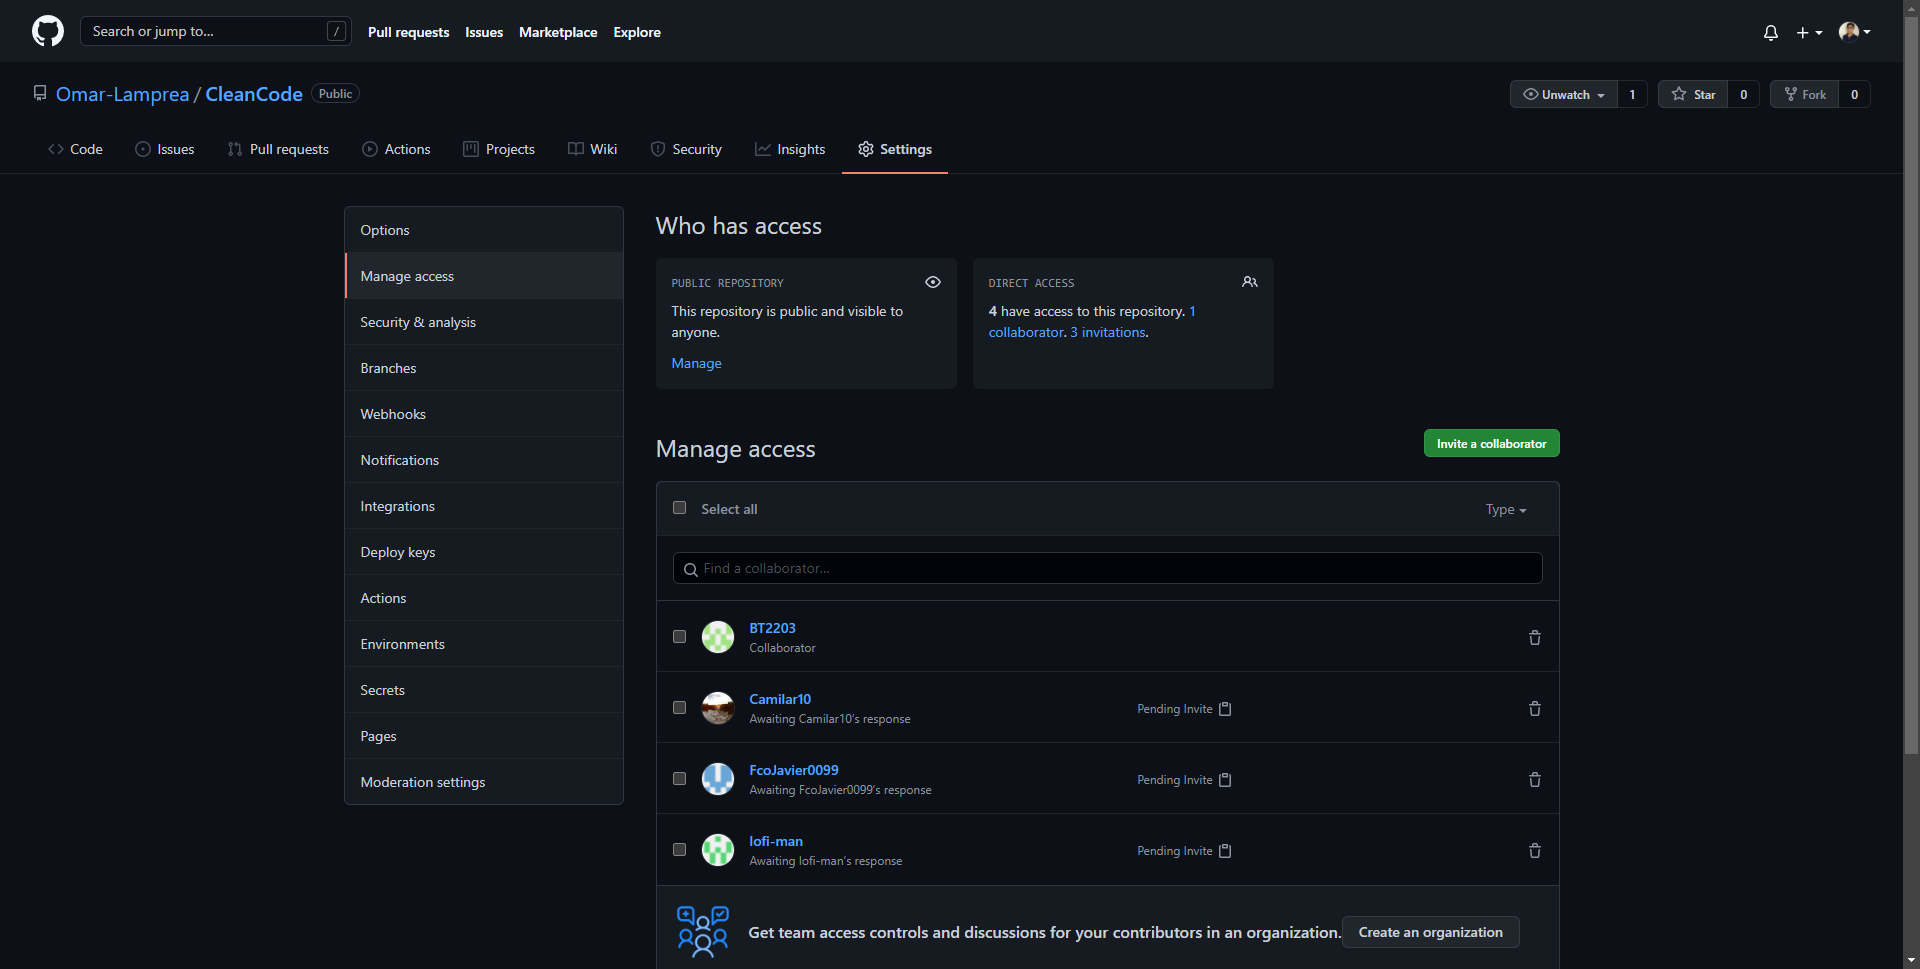 Search or jump to... /
Pull requests Issues Marketplace Explore
Omar-Lamprea / CleanCode Public
Unwatch 1 Star 0 Fork 0
Code Issues Pull requests Actions Projects Wiki Security Insights Settings
Options
Manage access
Security & analysis
Branches
Webhooks
Notifications
Integrations
Deploy keys
Actions
Environments
Secrets
Pages
Moderation settings
Who has access
PUBLIC REPOSITORY
This repository is public and visible to
anyone.
Manage
DIRECT ACCESS
4 have access to this repository. 1
collaborator. 3 invitations.
Manage access
Invite a collaborator
Select all Type
Find a collaborator...
BT2203
Collaborator
Camilar10
Awaiting Camilar10's response
Pending Invite
FcoJavier0099
Awaiting FcoJavier0099's response
Pending Invite
lofi-man
Awaiting lofi-man's response
Pending Invite
Get team access controls and discussions for your contributors in an organization. Create an organization